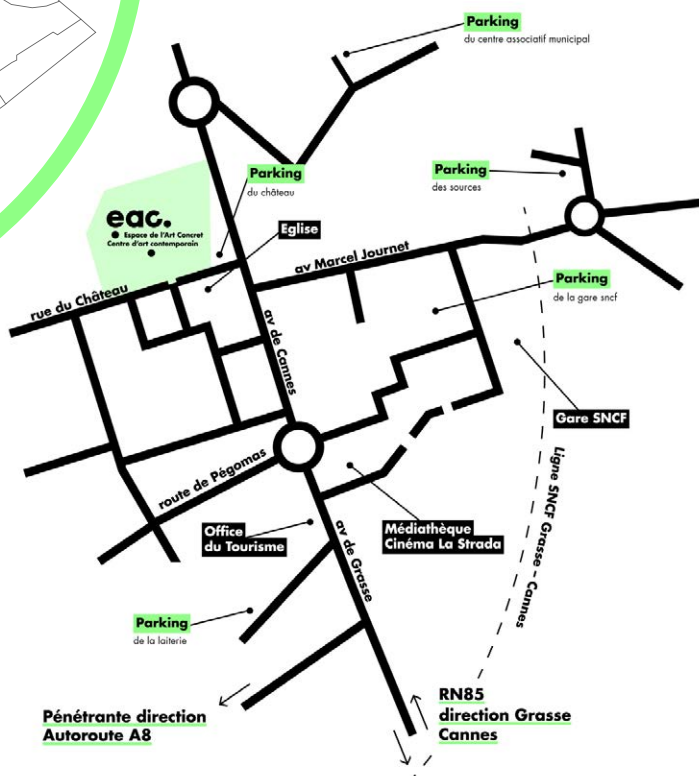 Parking
du centre associatif municipal
Parking
du château
Parking
des sources
eac.
Espace de l'Art Concret
Centre d'art contemporain
Eglise
av Marcel Journet
rue du Château
Parking
de la gare sncf
av de Cannes
Gare SNCF
route de Pégomas
Ligne SNCF Grasse - Cannes
Office
du Tourisme
Médiathèque
Cinéma La Strada
av de Grasse
Parking
de la laiterie
Pénétrante direction
Autoroute A8
RN85
direction Grasse
Cannes